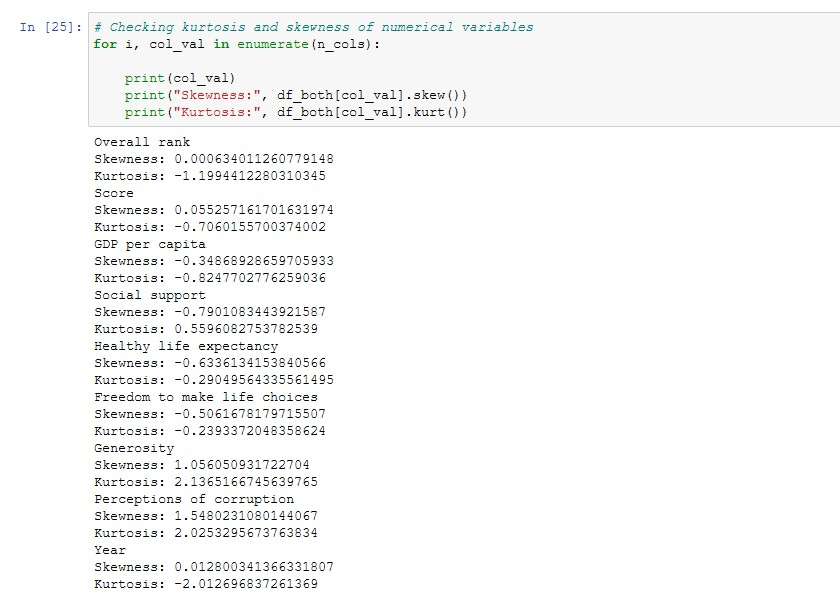 In [25]: # Checking kurtosis and skewness of numerical variables
for i, col_val in enumerate(n_cols):
print(col_val)
print("Skewness:", df_both[col_val].skew())
print("Kurtosis:", df_both[col_val].kurt())
Overall rank
Skewness: 0.000634011260779148
Kurtosis: -1.1994412280310345
Score
Skewness: 0.055257161701631974
Kurtosis: -0.7060155700374002
GDP per capita
Skewness: -0.34868928659705933
Kurtosis: -0.8247702776259036
Social support
Skewness: -0.7901083443921587
Kurtosis: 0.5596082753782539
Healthy life expectancy
Skewness: -0.6336134153840566
Kurtosis: -0.29049564335561495
Freedom to make life choices
Skewness: -0.5061678179715507
Kurtosis: -0.2393372048358624
Generosity
Skewness: 1.056050931722704
Kurtosis: 2.1365166745639765
Perceptions of corruption
Skewness: 1.5480231080144067
Kurtosis: 2.0253295673763834
Year
Skewness: 0.012800341366331807
Kurtosis: -2.012696837261369